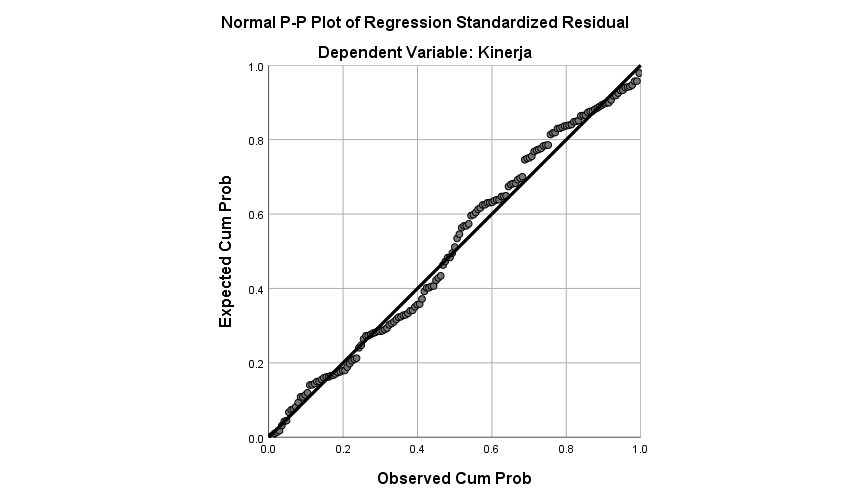 Normal P-P Plot of Regression Standardized Residual
Dependent Variable: Kinerja
Expected Cum Prob
1.0
0.8
0.6
0.4
0.2
0.0
0.0 0.2 0.4 0.6 0.8 1.0
Observed Cum Prob